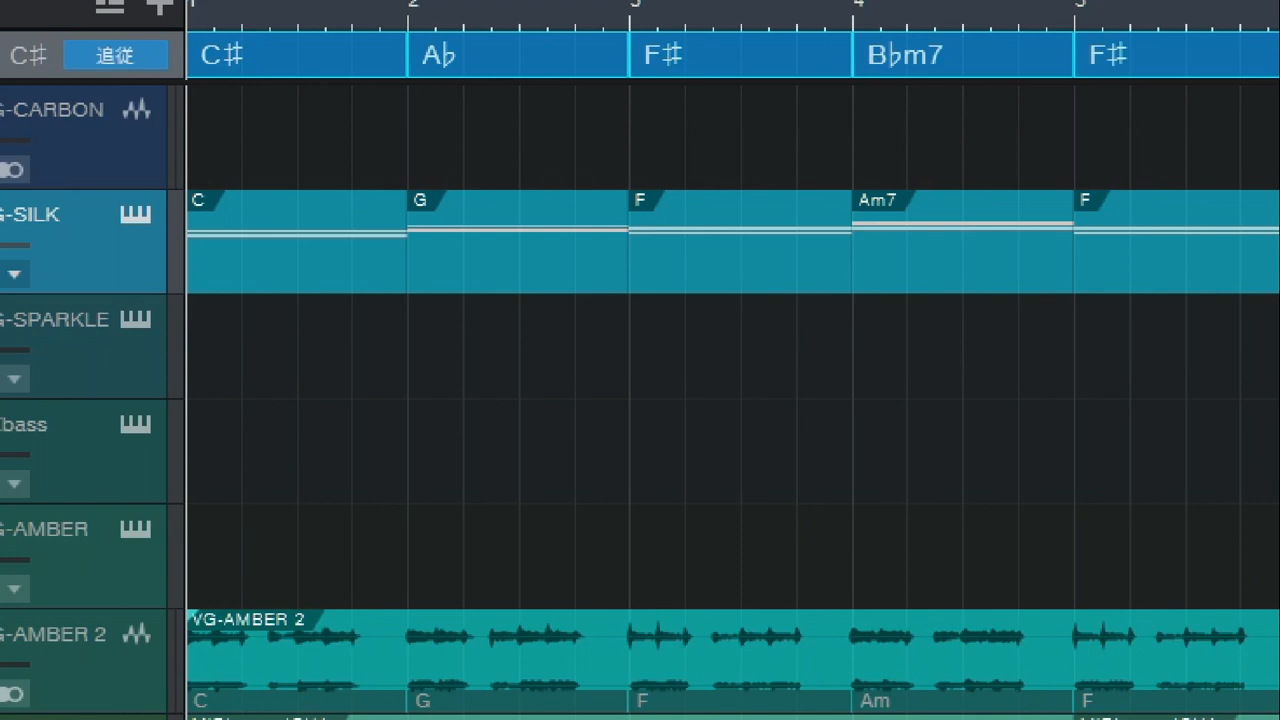 1 2 3 4 5
C♯ 追従 C♯ A♭ F♯ B♭m7 F♯
G-CARBON
G-SILK C G F Am7 F
G-SPARKLE
bass
G-AMBER
VG-AMBER 2
G-AMBER 2
C G F Am F